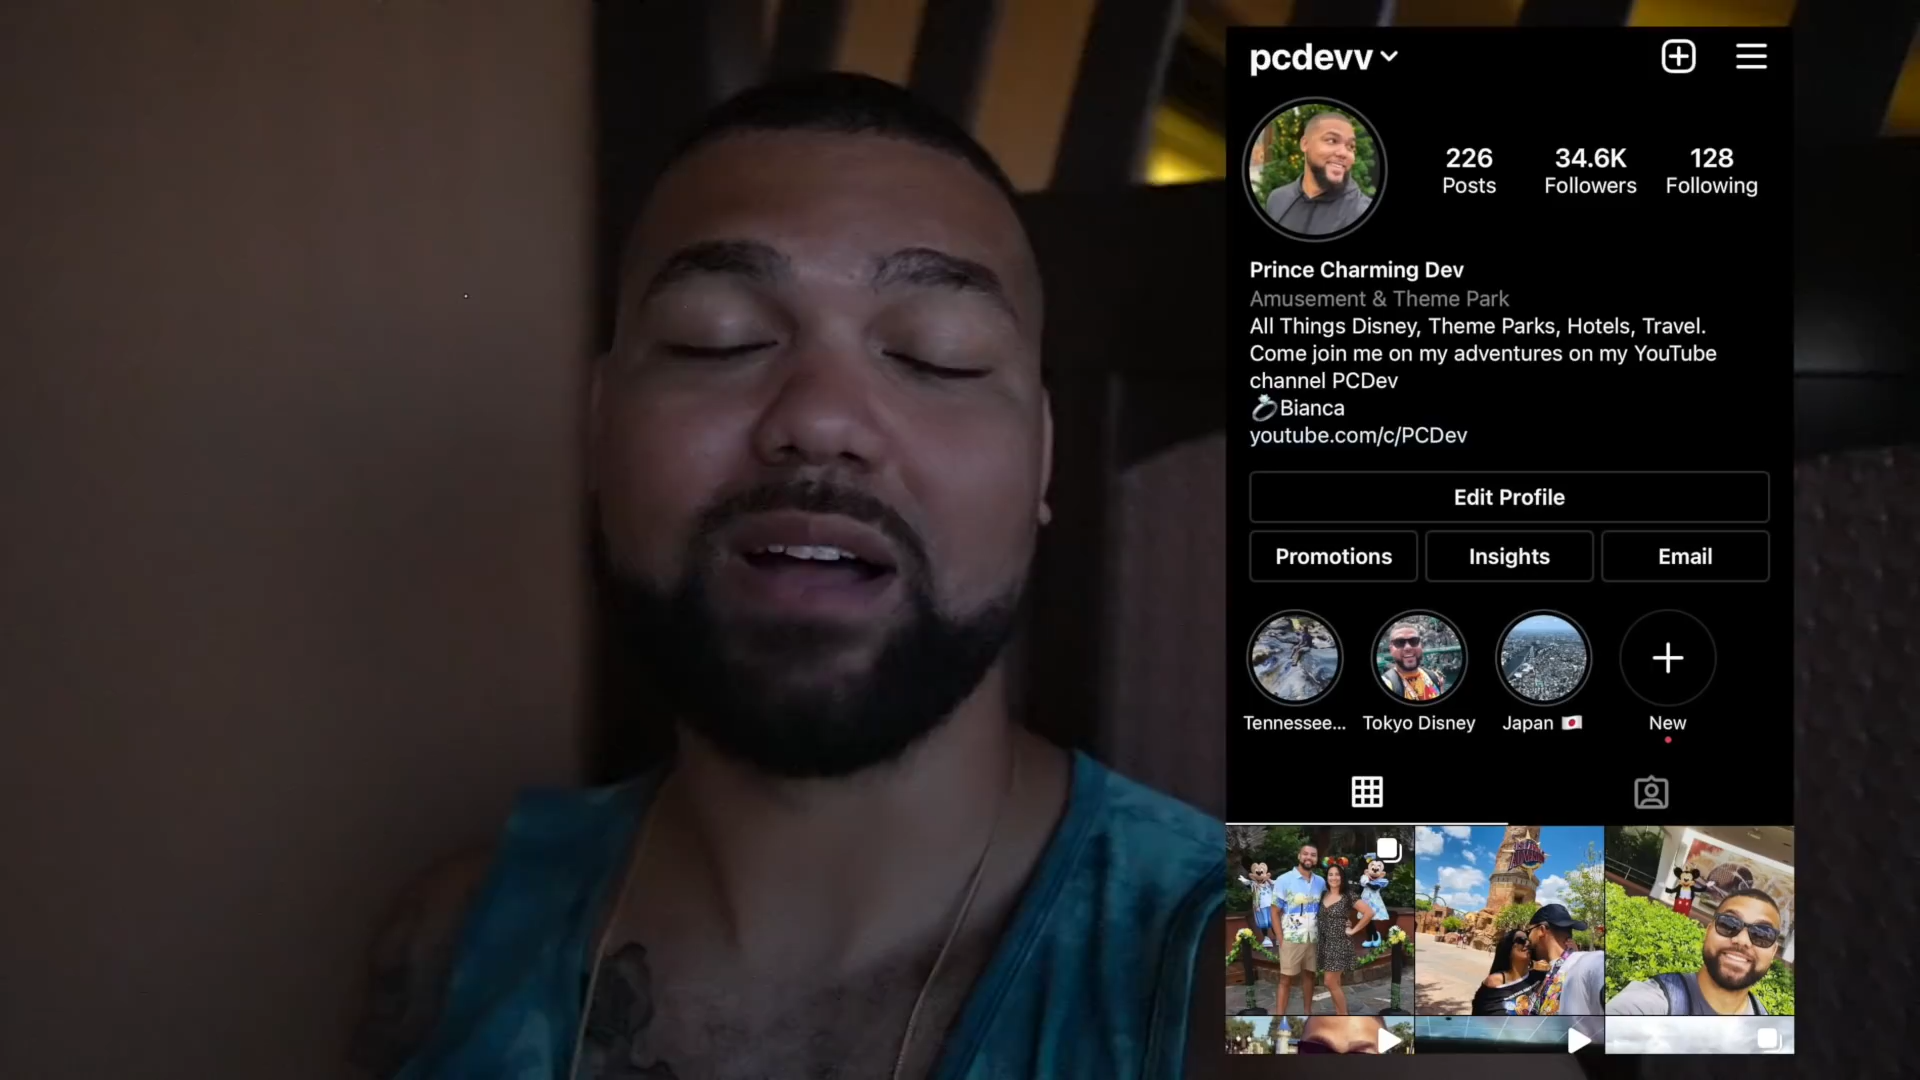 pcdevv
226
Posts
34.6K
Followers
128
Following
Prince Charming Dev
Amusement & Theme Park
All Things Disney, Theme Parks, Hotels, Travel.
Come join me on my adventures on my YouTube
channel PCDev
💍Bianca
youtube.com/c/PCDev
Edit Profile
Promotions
Insights
Email
Tennessee...
Tokyo Disney
Japan 🇯🇵
New